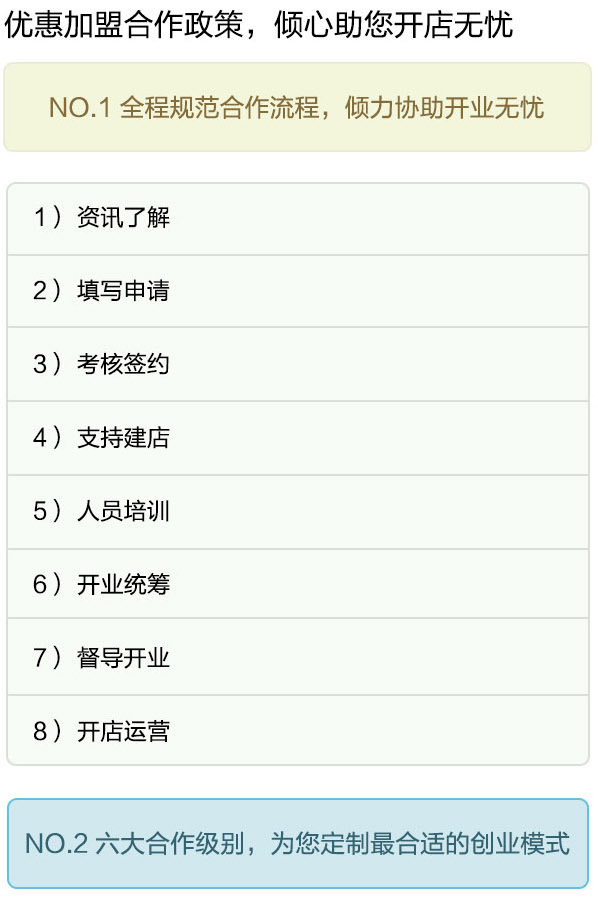 优惠加盟合作政策，倾心助您开店无忧
NO.1 全程规范合作流程，倾力协助开业无忧
1）资讯了解
2）填写申请
3）考核签约
4）支持建店
5）人员培训
6）开业统筹
7）督导开业
8）开店运营
NO.2 六大合作级别，为您定制最合适的创业模式